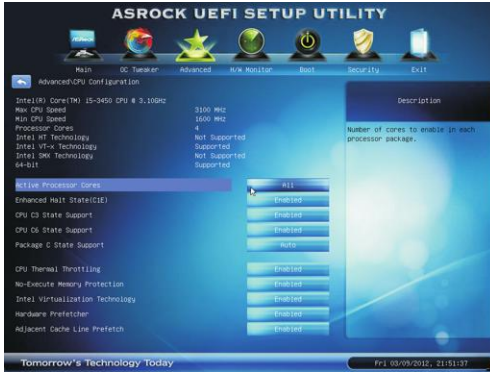 ASROCK UEFI SETUP UTILITY
Main OC Tweaker Advanced H/W Monitor Boot Security Exit
Advanced\CPU Configuration
Description
Intel(R) Core(TM) i5-3450 CPU @ 3.10GHz
Max CPU Speed 3100 MHz
Min CPU Speed 1600 MHz
Processor Cores 4
Intel HT Technology Not Supported
Intel VT-x Technology Supported
Intel SMX Technology Not Supported
64-bit Supported
Number of cores to enable in each
processor package.
Active Processor Cores All
Enhanced Halt State(C1E) Enabled
CPU C3 State Support Enabled
CPU C6 State Support Enabled
Package C State Support Auto
CPU Thermal Throttling Enabled
No-Execute Memory Protection Enabled
Intel Virtualization Technology Enabled
Hardware Prefetcher Enabled
Adjacent Cache Line Prefetch Enabled
Tomorrow's Technology Today
Fri 03/09/2012, 21:51:37